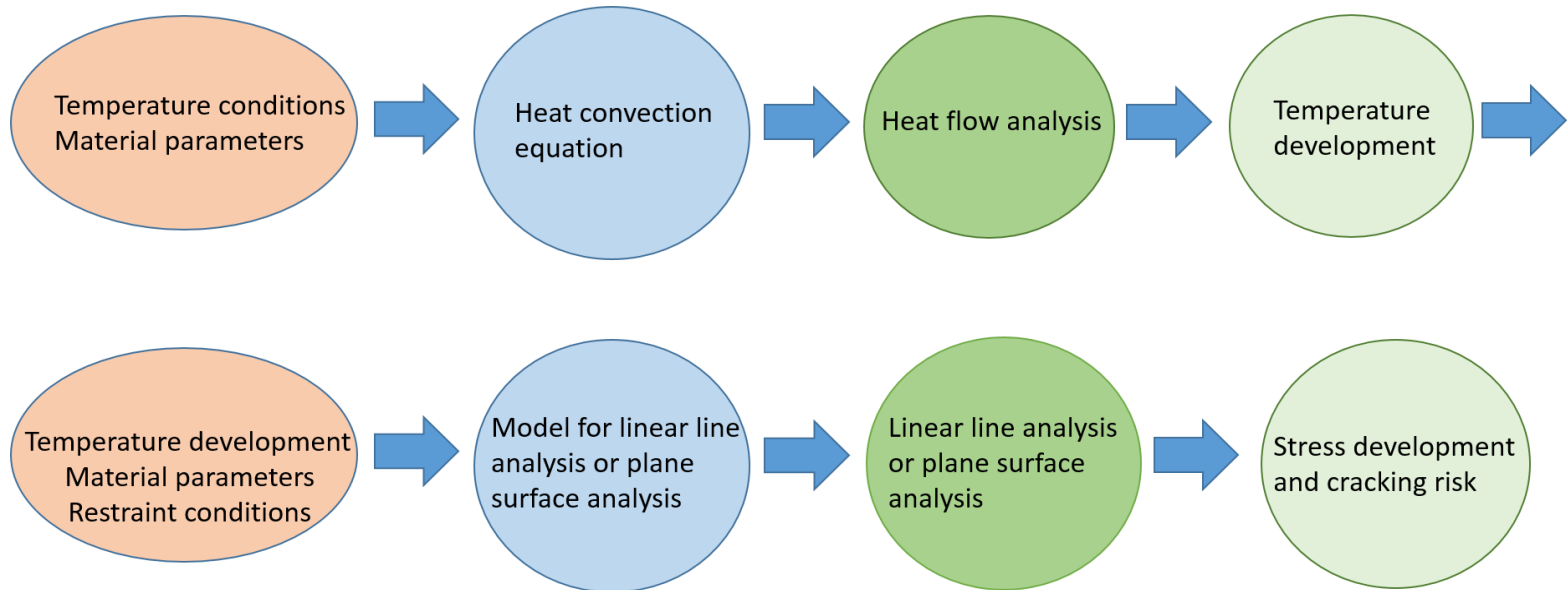 Temperature conditions
Material parameters
Heat convection
equation
Heat flow analysis
Temperature
development
Temperature development
Material parameters
Restraint conditions
Model for linear line
analysis or plane
surface analysis
Linear line analysis
or plane surface
analysis
Stress development
and cracking risk